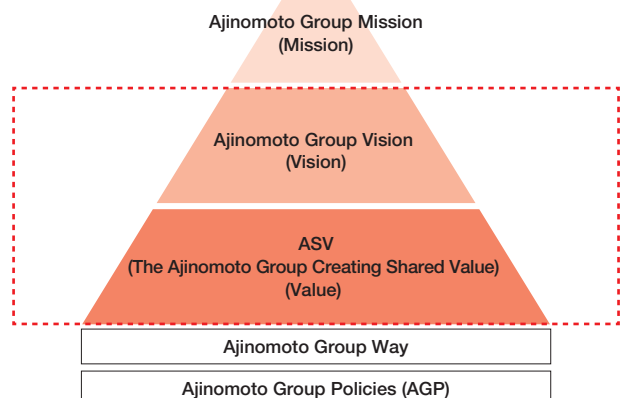 Ajinomoto Group Mission
(Mission)
Ajinomoto Group Vision
(Vision)
ASV
(The Ajinomoto Group Creating Shared Value)
(Value)
Ajinomoto Group Way
Ajinomoto Group Policies (AGP)